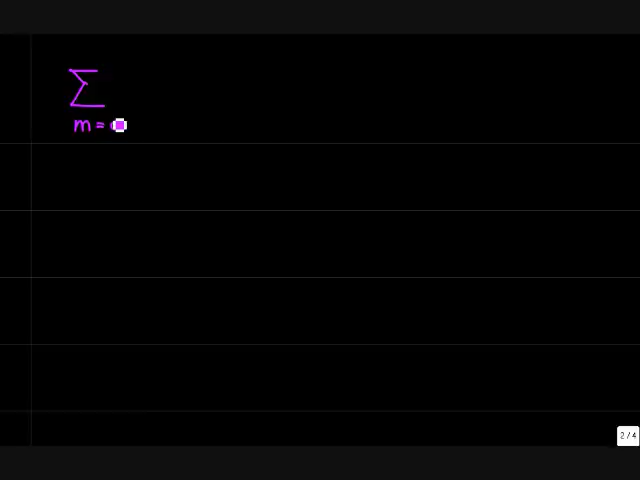 ∑
m =
2 / 4